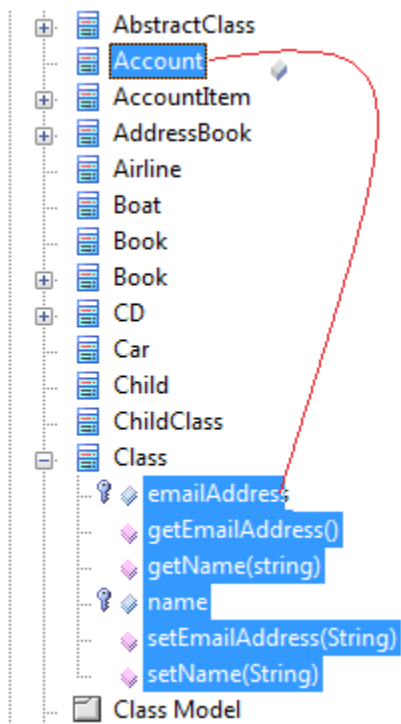 AbstractClass
Account
AccountItem
AddressBook
Airline
Boat
Book
Book
CD
Car
Child
ChildClass
Class
emailAddress
getEmailAddress()
getName(string)
name
setEmailAddress(String)
setName(String)
Class Model